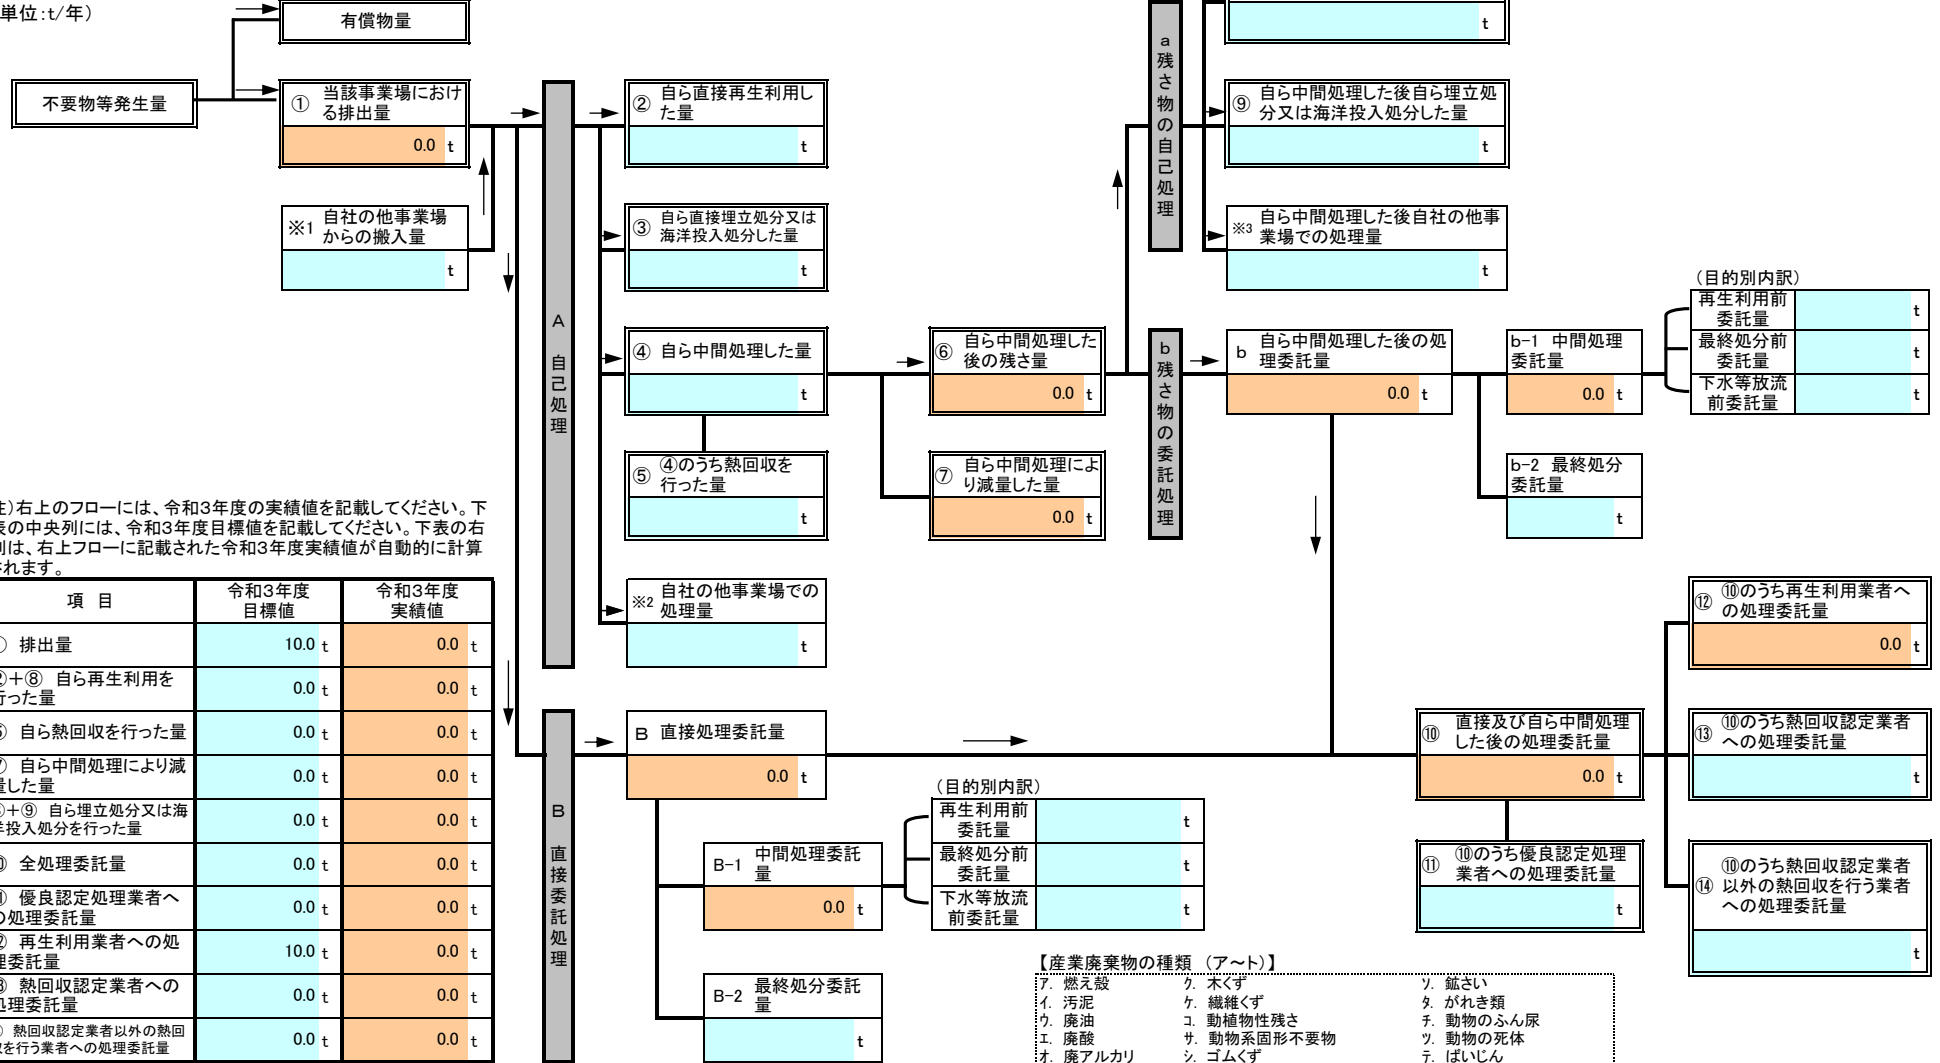 単位:t/年）
有償物量
不要物等発生量
① 当該事業場におけ
る排出量
0.0 t
※1 自社の他事業場
からの搬入量
t
A 自己処理
② 自ら直接再生利用し
た量
t
③ 自ら直接埋立処分又は
海洋投入処分した量
t
④ 自ら中間処理した量
t
⑤ ④のうち熱回収を
行った量
t
※2 自社の他事業場での
処理量
t
⑥ 自ら中間処理した
後の残さ量
0.0 t
⑦ 自ら中間処理によ
り減量した量
0.0 t
a残さ物の自己処理
t
⑨ 自ら中間処理した後自ら埋立処
分又は海洋投入処分した量
t
※3 自ら中間処理した後自社の他事
業場での処理量
t
b残さ物の委託処理
b 自ら中間処理した後の処
理委託量
0.0 t
b-1 中間処理
委託量
0.0 t
b-2 最終処分
委託量
t
（目的別内訳）
再生利用前
委託量
t
最終処分前
委託量
t
下水等放流
前委託量
t
注）右上のフローには、令和3年度の実績値を記載してください。下
表の中央列には、令和3年度目標値を記載してください。下表の右
列は、右上フローに記載された令和3年度実績値が自動的に計算
されます。
項 目 令和3年度
目標値 令和3年度
実績値
① 排出量 10.0 t 0.0 t
②+⑧ 自ら再生利用を
行った量 0.0 t 0.0 t
⑤ 自ら熱回収を行った量 0.0 t 0.0 t
⑦ 自ら中間処理により減
量した量 0.0 t 0.0 t
③+⑨ 自ら埋立処分又は海
洋投入処分を行った量 0.0 t 0.0 t
⑩ 全処理委託量 0.0 t 0.0 t
⑪ 優良認定処理業者へ
の処理委託量 0.0 t 0.0 t
⑫ 再生利用業者への処
理委託量 10.0 t 0.0 t
⑬ 熱回収認定業者への
処理委託量 0.0 t 0.0 t
⑭ 熱回収認定業者以外の熱回
収を行う業者への処理委託量 0.0 t 0.0 t
B 直接委託処理
B 直接処理委託量
0.0 t
B-1 中間処理委託
量
0.0 t
B-2 最終処分委託
量
t
（目的別内訳）
再生利用前
委託量
t
最終処分前
委託量
t
下水等放流
前委託量
t
⑩ 直接及び自ら中間処理
した後の処理委託量
0.0 t
⑪ ⑩のうち優良認定処理
業者への処理委託量
t
⑫ ⑩のうち再生利用業者へ
の処理委託量
0.0 t
⑬ ⑩のうち熱回収認定業者
への処理委託量
t
⑭ ⑩のうち熱回収認定業者
以外の熱回収を行う業者
への処理委託量
t
【産業廃棄物の種類 （ア～ト）】
ア. 燃え殻 ク. 木くず ソ. 鉱さい
イ. 汚泥 ケ. 繊維くず タ. がれき類
ウ. 廃油 コ. 動植物性残さ チ. 動物のふん尿
エ. 廃酸 サ. 動物系固形不要物 ツ. 動物の死体
オ. 廃アルカリ シ. ゴムくず テ. ばいじん